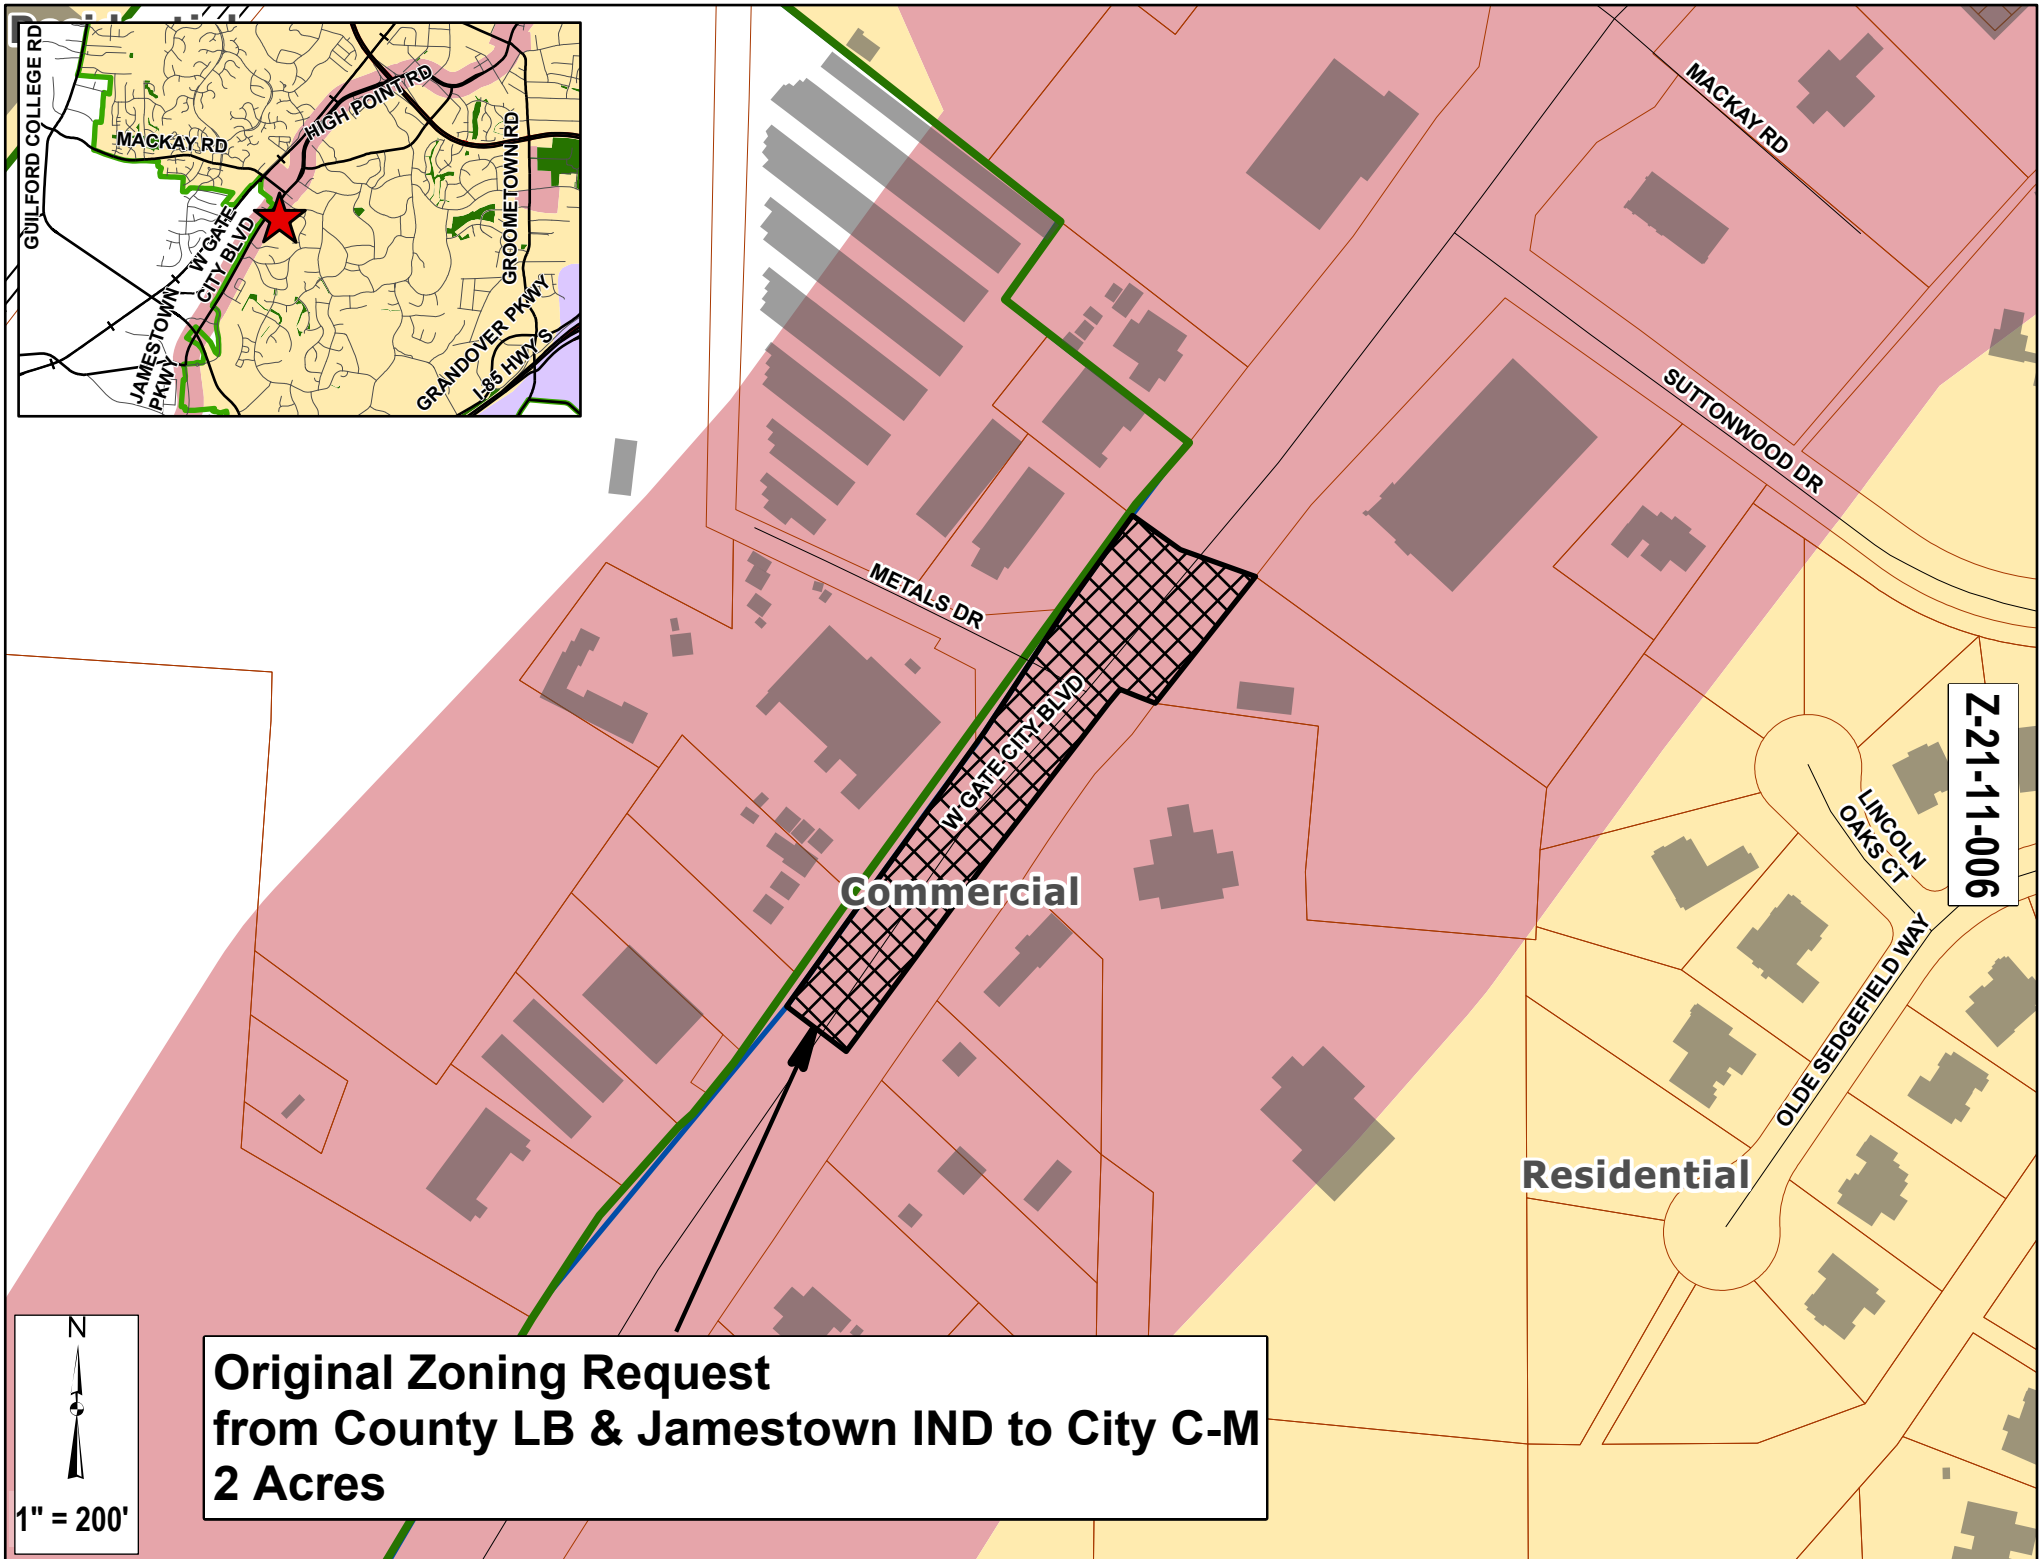 Residential
GUILFORD COLLEGE RD
MACKAY RD
HIGH POINT RD
GROOMETOWN RD
W GATE
CITY BLVD
JAMESTOWN
PKWY
GRANDOVER PKWY
I-85 HWY S
MACKAY RD
SUTTONWOOD DR
METALS DR
W GATE CITY BLVD
Commercial
Z-21-11-006
LINCOLN
OAKS CT
OLDE SEDGEFIELD WAY
Residential
N
1" = 200'
Original Zoning Request
from County LB & Jamestown IND to City C-M
2 Acres